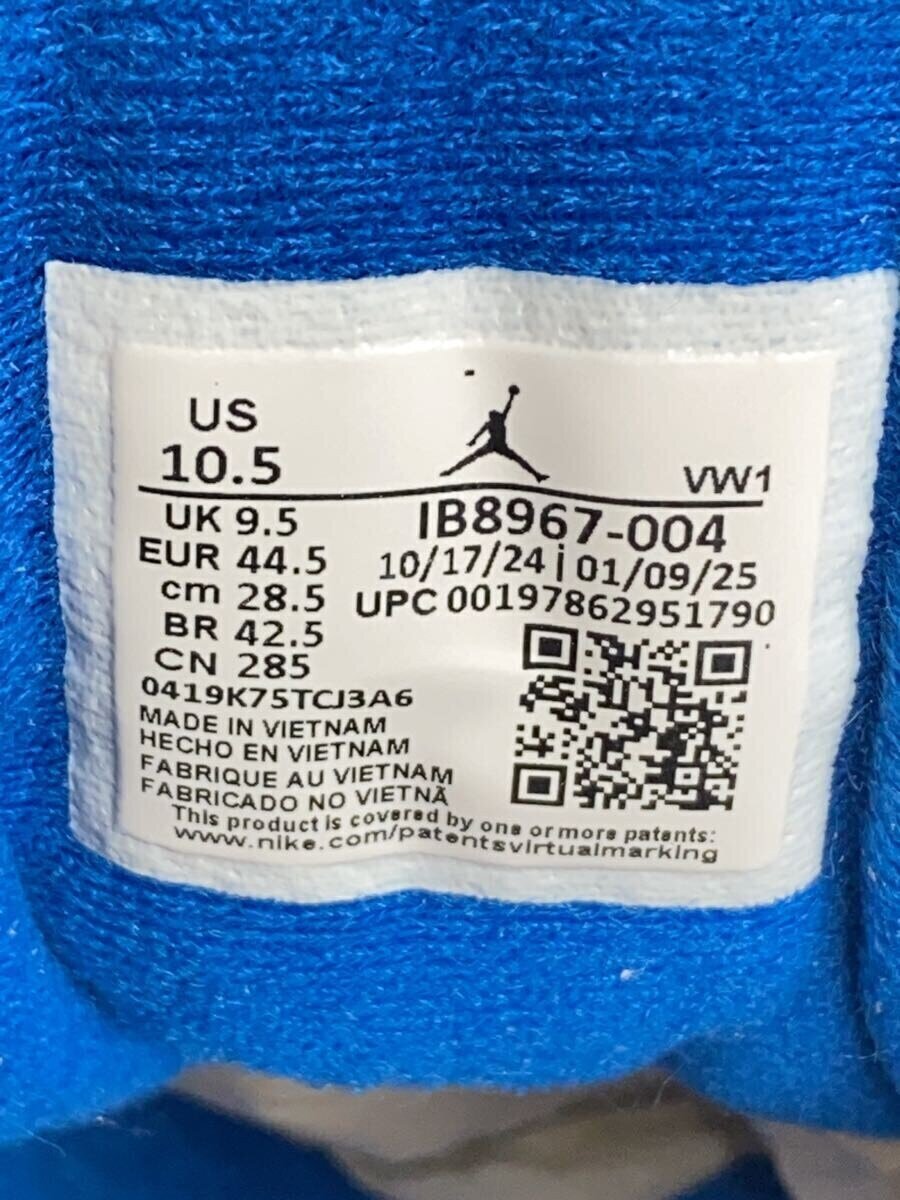 US
10.5
VW1
UK 9.5
EUR 44.5
cm 28.5
BR 42.5
CN 285
IB8967-004
10/17/24 | 01/09/25
UPC 00197862951790
0419K75TCJ3A6
MADE IN VIETNAM
HECHO EN VIETNAM
FABRIQUE AU VIETNAM
FABRICADO NO VIETNÃ
This product is covered by one or more patents:
www.nike.com/patentsvirtualmarking